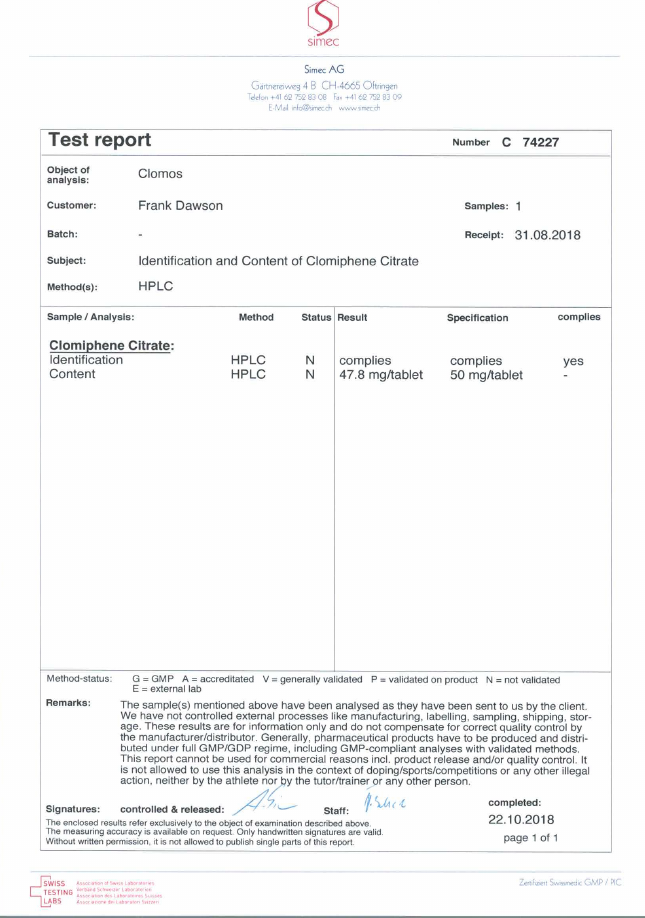 simec
Simec AG
Gärtnereiweg 4 B CH-4665 Oftringen
Telefon +41 62 752 83 08 Fax +41 62 752 83 09
E-Mail info@simec.ch www.simec.ch
Test report
Number C 74227
Object of
analysis: Clomos
Customer: Frank Dawson Samples: 1
Batch: - Receipt: 31.08.2018
Subject: Identification and Content of Clomiphene Citrate
Method(s): HPLC
Sample / Analysis: Method Status Result Specification complies
Clomiphene Citrate:
Identification HPLC N complies complies yes
Content HPLC N 47.8 mg/tablet 50 mg/tablet -
Method-status: G = GMP A = accreditated V = generally validated P = validated on product N = not validated
E = external lab
Remarks: The sample(s) mentioned above have been analysed as they have been sent to us by the client.
We have not controlled external processes like manufacturing, labelling, sampling, shipping, stor-
age. These results are for information only and do not compensate for correct quality control by
the manufacturer/distributor. Generally, pharmaceutical products have to be produced and distri-
buted under full GMP/GDP regime, including GMP-compliant analyses with validated methods.
This report cannot be used for commercial reasons incl. product release and/or quality control. It
is not allowed to use this analysis in the context of doping/sports/competitions or any other illegal
action, neither by the athlete nor by the tutor/trainer or any other person.
Signatures: controlled & released: Staff: completed:
22.10.2018
The enclosed results refer exclusively to the object of examination described above.
The measuring accuracy is available on request. Only handwritten signatures are valid.
Without written permission, it is not allowed to publish single parts of this report.
page 1 of 1
SWISS
TESTING
LABS
Association of Swiss Laboratories
Verband Schweizer Laboratorien
Association des Laboratoires Suisses
Associazione dei Laboratori Svizzeri
Zertifiziert Swissmedic GMP / PIC